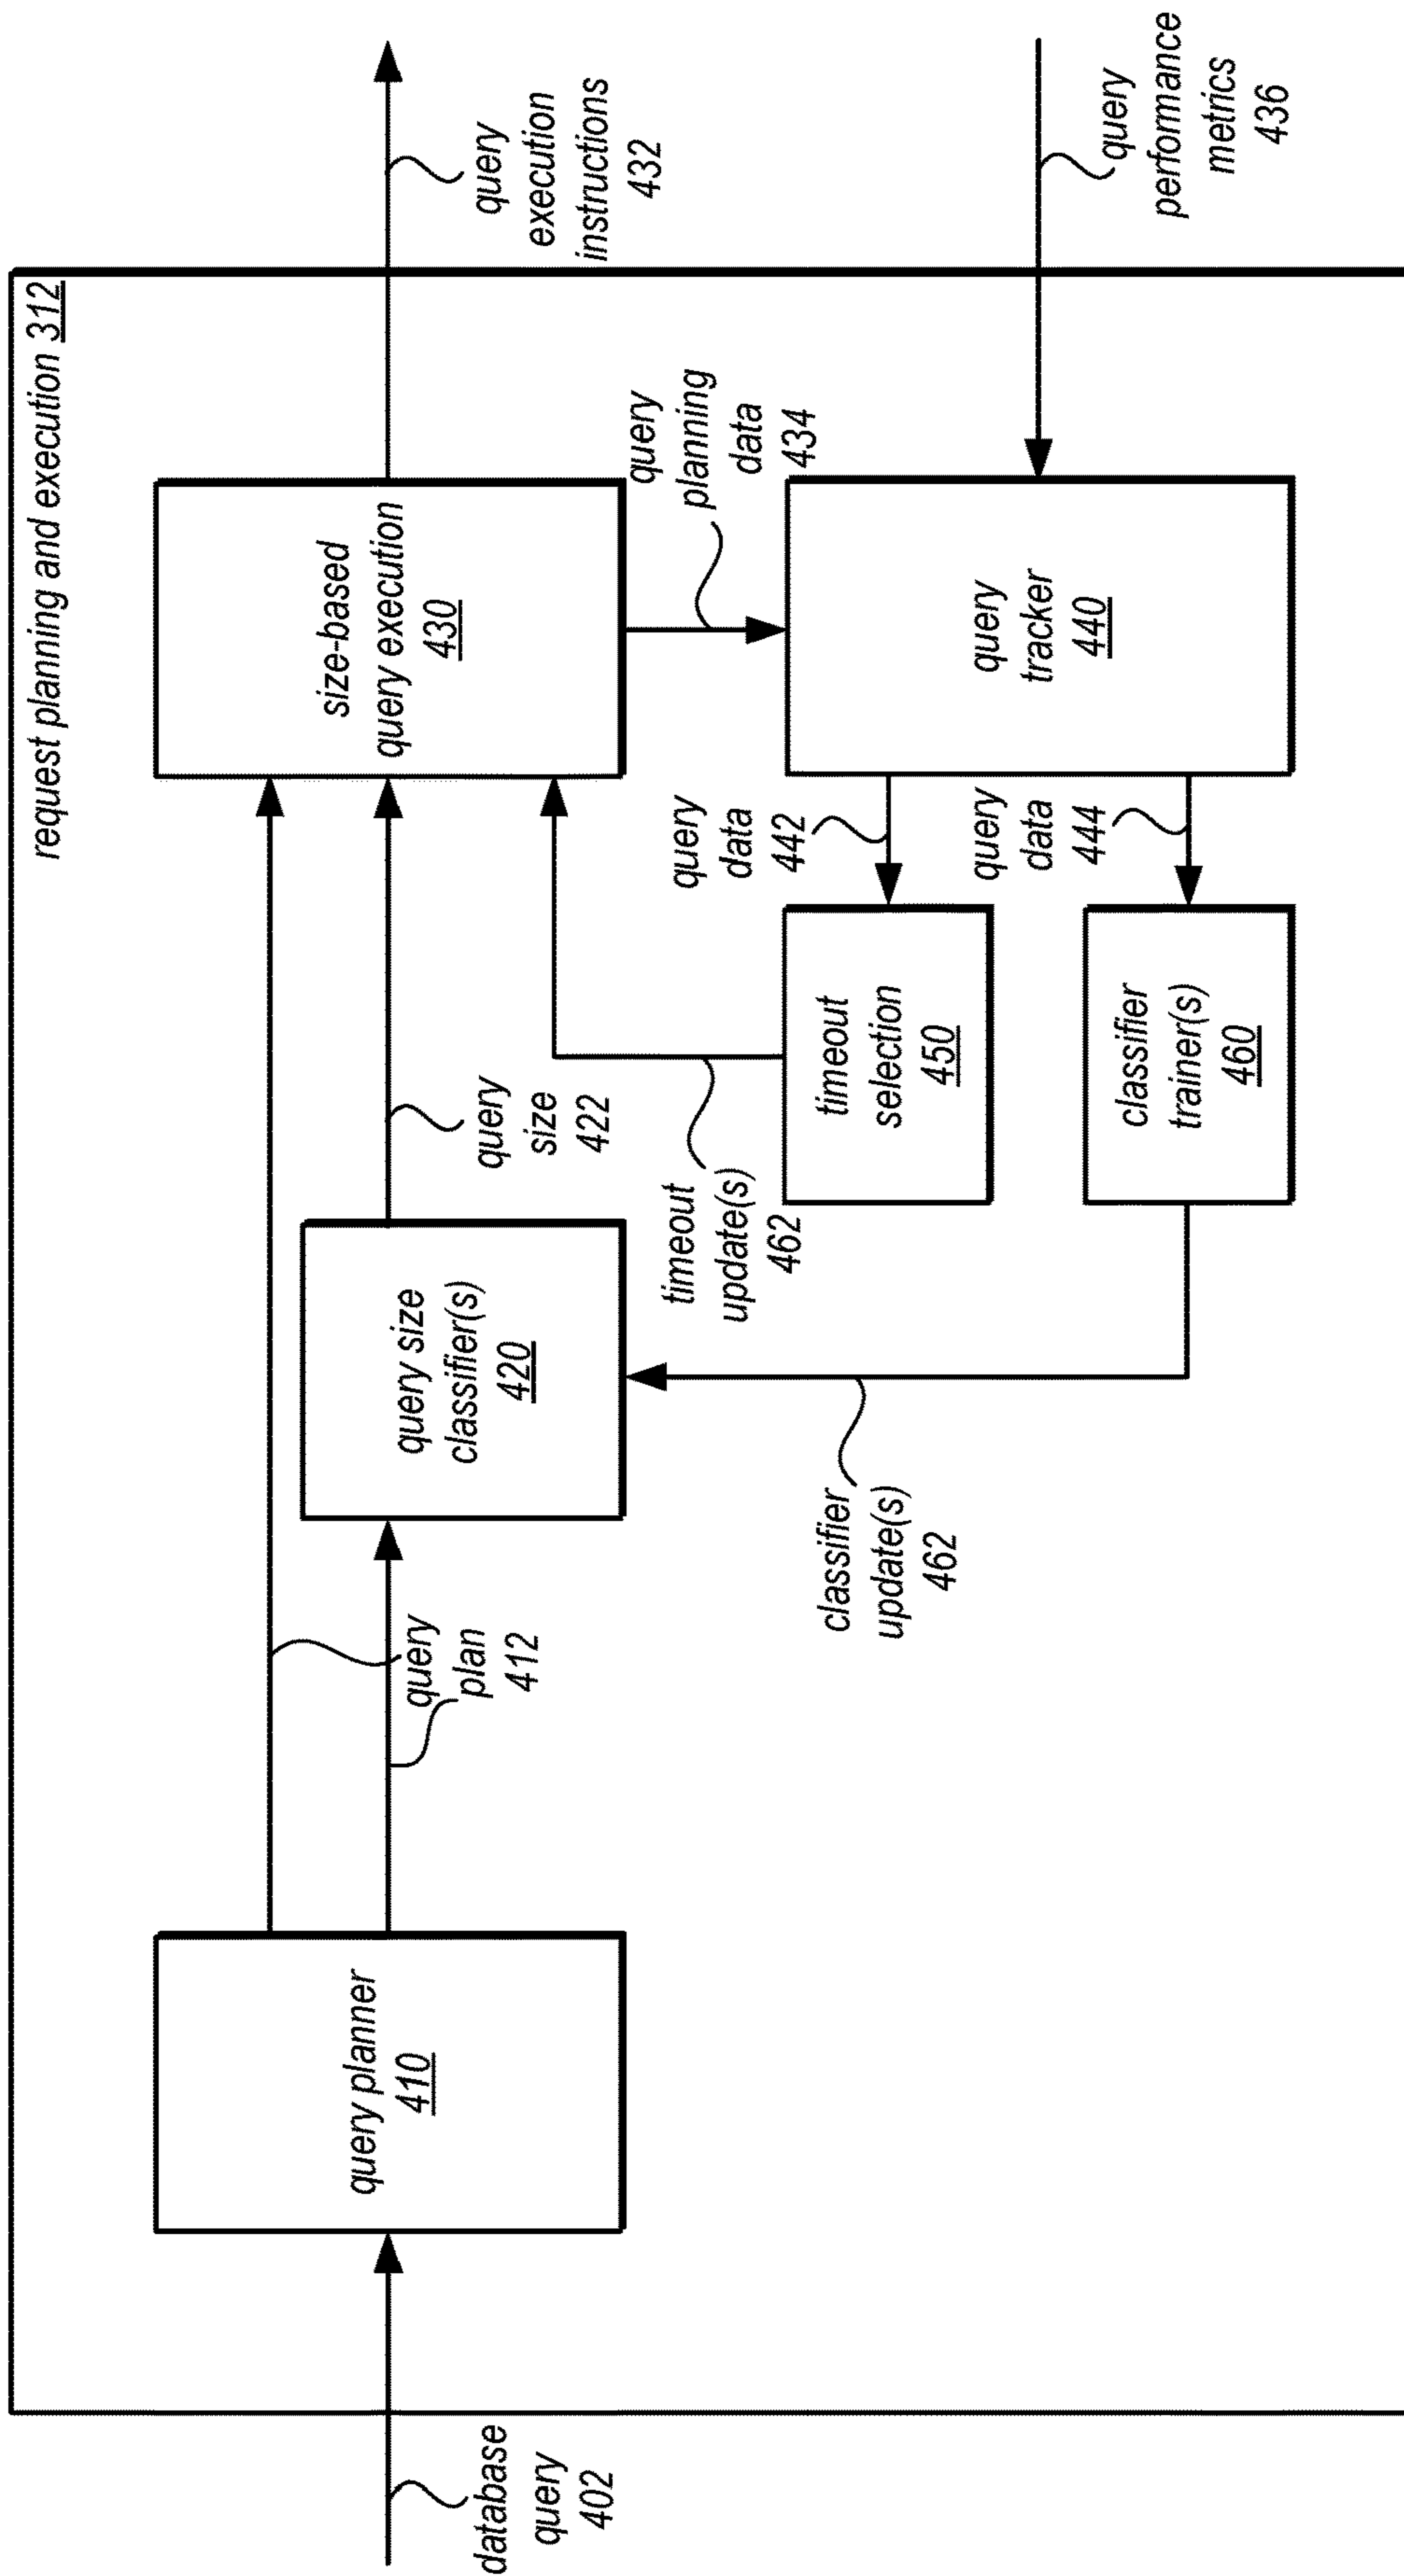 request planning and execution 312
database
query
402
query planner
410
query
plan
412
query size
classifier(s)
420
query
size
422
size-based
query execution
430
query
execution
instructions
432
query
planning
data
434
query
performance
metrics
436
query
tracker
440
query
data
442
query
data
444
timeout
selection
450
classifier
trainer(s)
460
timeout
update(s)
462
classifier
update(s)
462